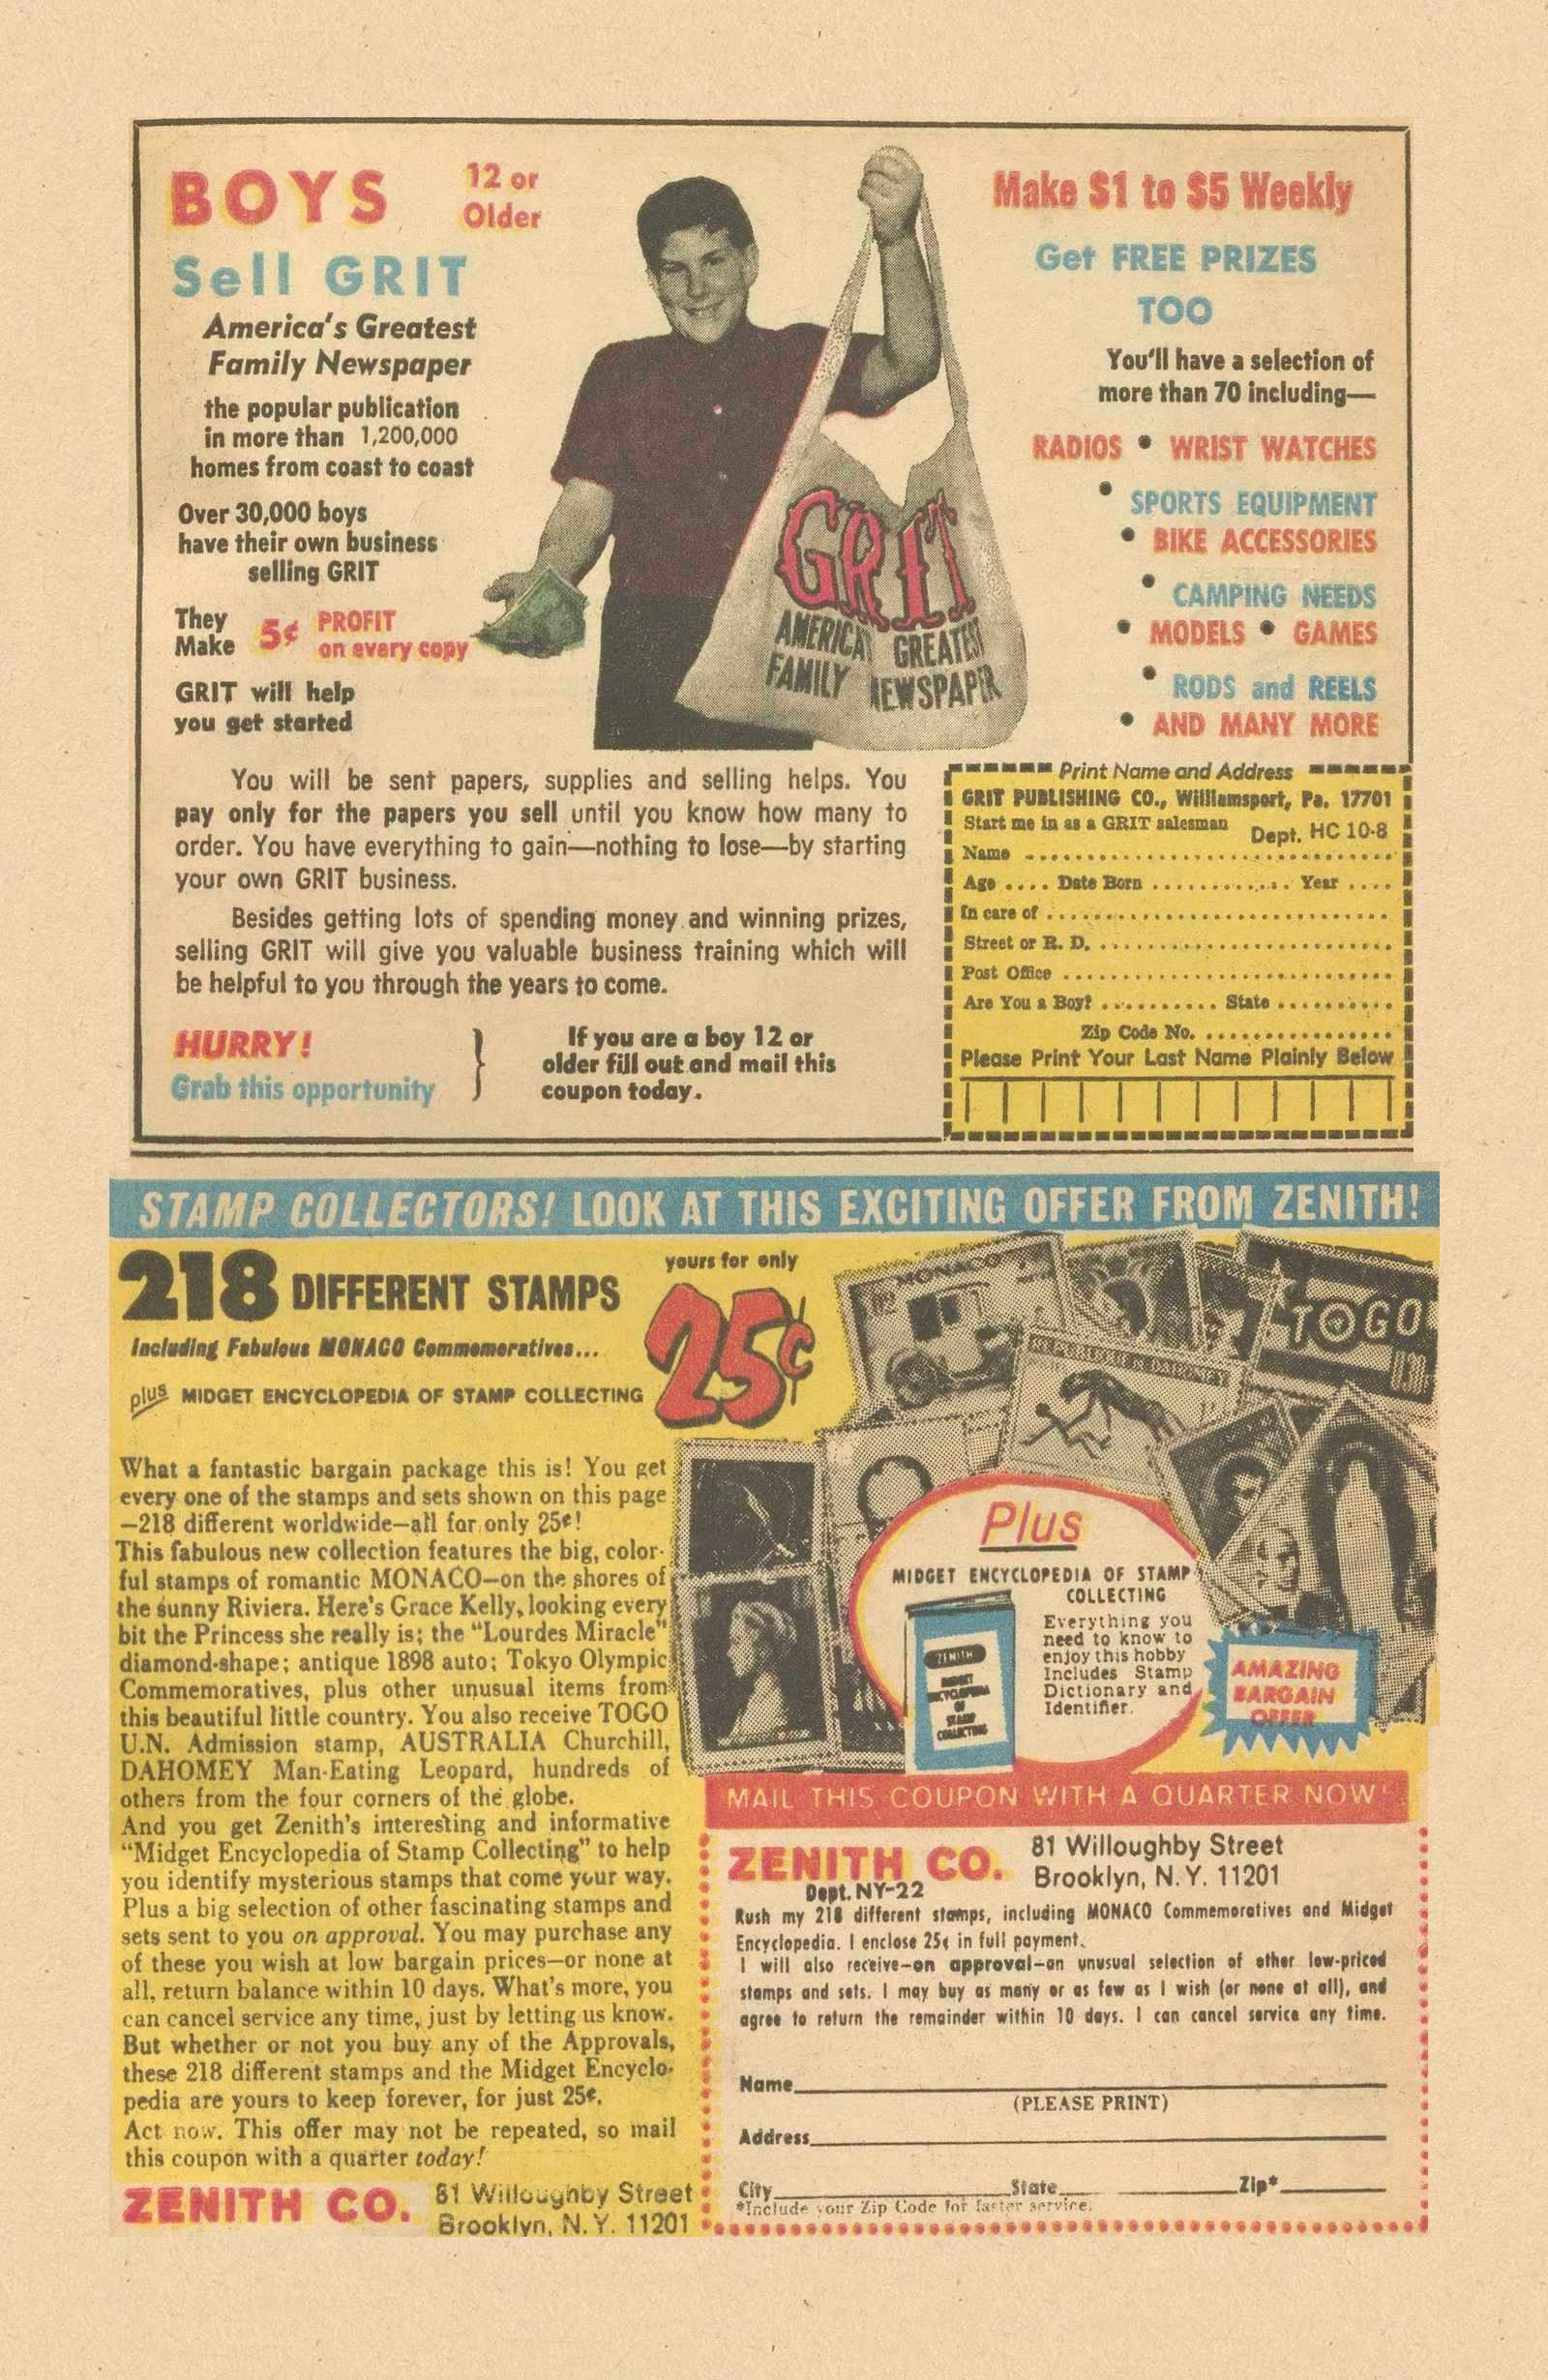 BOYS 12 or Older
Sell GRIT
America's Greatest
Family Newspaper
the popular publication
in more than 1,200,000
homes from coast to coast
Over 30,000 boys
have their own business
selling GRIT
They Make 5¢ PROFIT on every copy
GRIT will help
you get started
GRIT
AMERICA'S GREATEST
FAMILY NEWSPAPER
Make $1 to $5 Weekly
Get FREE PRIZES
TOO
You'll have a selection of
more than 70 including—
RADIOS • WRIST WATCHES
• SPORTS EQUIPMENT
• BIKE ACCESSORIES
• CAMPING NEEDS
• MODELS • GAMES
• RODS and REELS
• AND MANY MORE
You will be sent papers, supplies and selling helps. You
pay only for the papers you sell until you know how many to
order. You have everything to gain—nothing to lose—by starting
your own GRIT business.
Besides getting lots of spending money and winning prizes,
selling GRIT will give you valuable business training which will
be helpful to you through the years to come.
HURRY!
Grab this opportunity
If you are a boy 12 or
older fill out and mail this
coupon today.
Print Name and Address
GRIT PUBLISHING CO., Williamsport, Pa. 17701
Start me in as a GRIT salesman Dept. HC 10-8
Name
Age .... Date Born ............ Year ....
In care of
Street or R. D.
Post Office
Are You a Boy? .......... State ..........
Zip Code No.
Please Print Your Last Name Plainly Below
STAMP COLLECTORS! LOOK AT THIS EXCITING OFFER FROM ZENITH!
218 DIFFERENT STAMPS
Including Fabulous MONACO Commemoratives...
plus MIDGET ENCYCLOPEDIA OF STAMP COLLECTING
yours for only
25¢
MONACO
TOGO
REPUBLIQUE DU DAHOMEY
What a fantastic bargain package this is! You get
every one of the stamps and sets shown on this page
—218 different worldwide—all for only 25¢!
This fabulous new collection features the big, color-
ful stamps of romantic MONACO—on the shores of
the sunny Riviera. Here's Grace Kelly, looking every
bit the Princess she really is; the "Lourdes Miracle"
diamond-shape; antique 1898 auto; Tokyo Olympic
Commemoratives, plus other unusual items from
this beautiful little country. You also receive TOGO
U.N. Admission stamp, AUSTRALIA Churchill,
DAHOMEY Man-Eating Leopard, hundreds of
others from the four corners of the globe.
And you get Zenith's interesting and informative
"Midget Encyclopedia of Stamp Collecting" to help
you identify mysterious stamps that come your way.
Plus a big selection of other fascinating stamps and
sets sent to you on approval. You may purchase any
of these you wish at low bargain prices—or none at
all, return balance within 10 days. What's more, you
can cancel service any time, just by letting us know.
But whether or not you buy any of the Approvals,
these 218 different stamps and the Midget Encyclo-
pedia are yours to keep forever, for just 25¢.
Act now. This offer may not be repeated, so mail
this coupon with a quarter today!
ZENITH CO. 81 Willoughby Street
Brooklyn, N.Y. 11201
Plus
MIDGET ENCYCLOPEDIA OF STAMP
COLLECTING
Everything you
need to know to
enjoy this hobby
Includes Stamp
Dictionary and
Identifier.
ZENITH
MIDGET
ENCYCLOPEDIA
OF
STAMP
COLLECTING
AMAZING
BARGAIN
OFFER
MAIL THIS COUPON WITH A QUARTER NOW!
ZENITH CO. 81 Willoughby Street
Dept. NY-22 Brooklyn, N.Y. 11201
Rush my 218 different stamps, including MONACO Commemoratives and Midget
Encyclopedia. I enclose 25¢ in full payment.
I will also receive—on approval—an unusual selection of other low-priced
stamps and sets. I may buy as many or as few as I wish (or none at all), and
agree to return the remainder within 10 days. I can cancel service any time.
Name
(PLEASE PRINT)
Address
City State Zip*
*Include your Zip Code for faster service.